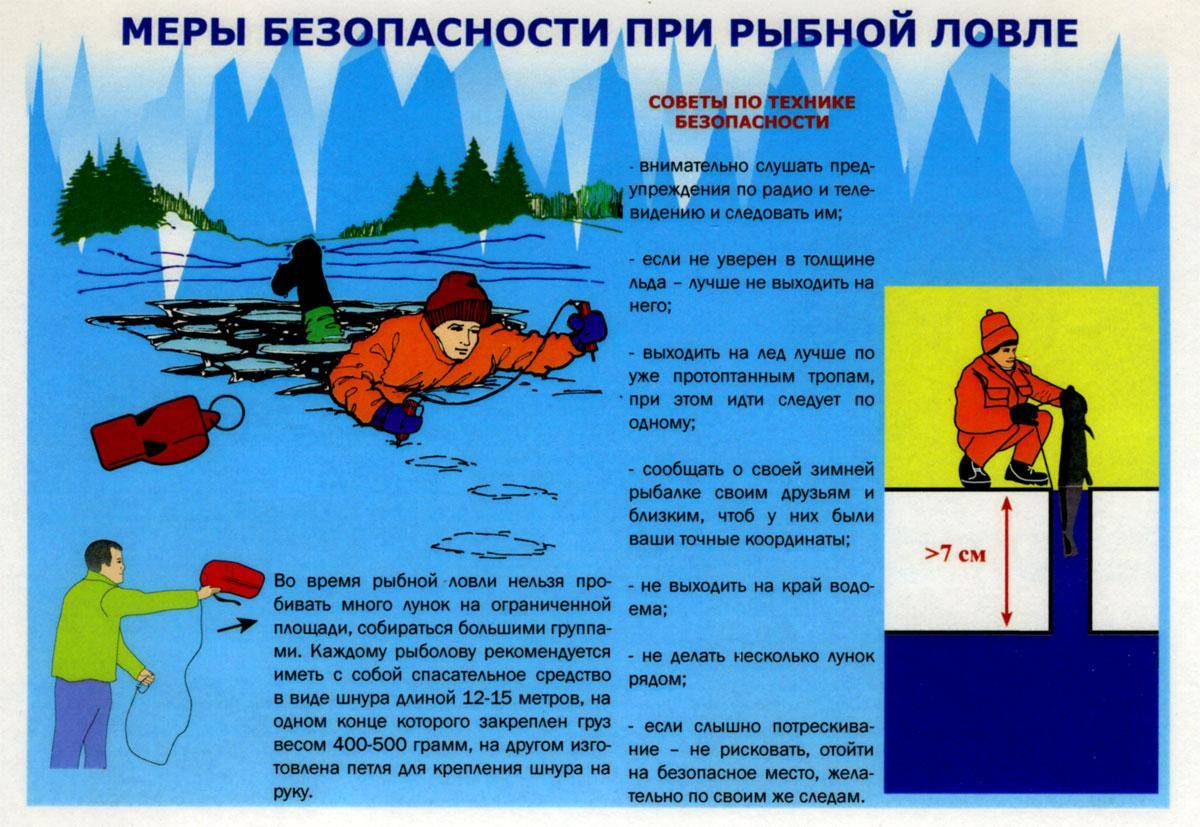 МЕРЫ БЕЗОПАСНОСТИ ПРИ РЫБНОЙ ЛОВЛЕ
СОВЕТЫ ПО ТЕХНИКЕ
БЕЗОПАСНОСТИ
- внимательно слушать пред-
упреждения по радио и теле-
видению и следовать им;
- если не уверен в толщине
льда – лучше не выходить на
него;
- выходить на лед лучше по
уже протоптанным тропам,
при этом идти следует по
одному;
- сообщать о своей зимней
рыбалке своим друзьям и
близким, чтоб у них были
ваши точные координаты;
- не выходить на край водо-
ема;
- не делать несколько лунок
рядом;
- если слышно потрескива-
ние – не рисковать, отойти
на безопасное место, жела-
тельно по своим же следам.
>7 см
Во время рыбной ловли нельзя про-
бивать много лунок на ограниченной
площади, собираться большими группа-
ми. Каждому рыболову рекомендуется
иметь с собой спасательное средство
в виде шнура длиной 12-15 метров, на
одном конце которого закреплен груз
весом 400-500 грамм, на другом изго-
товлена петля для крепления шнура на
руку.